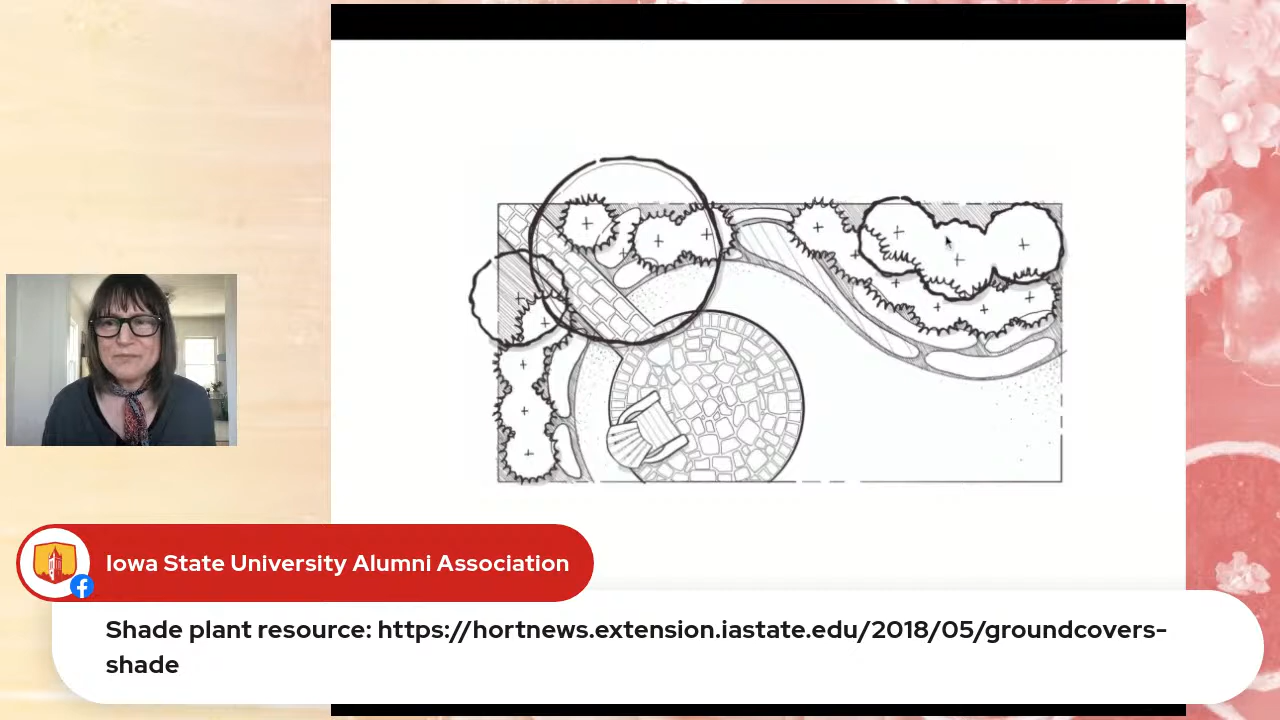 Iowa State University Alumni Association
Shade plant resource: https://hortnews.extension.iastate.edu/2018/05/groundcovers-
shade